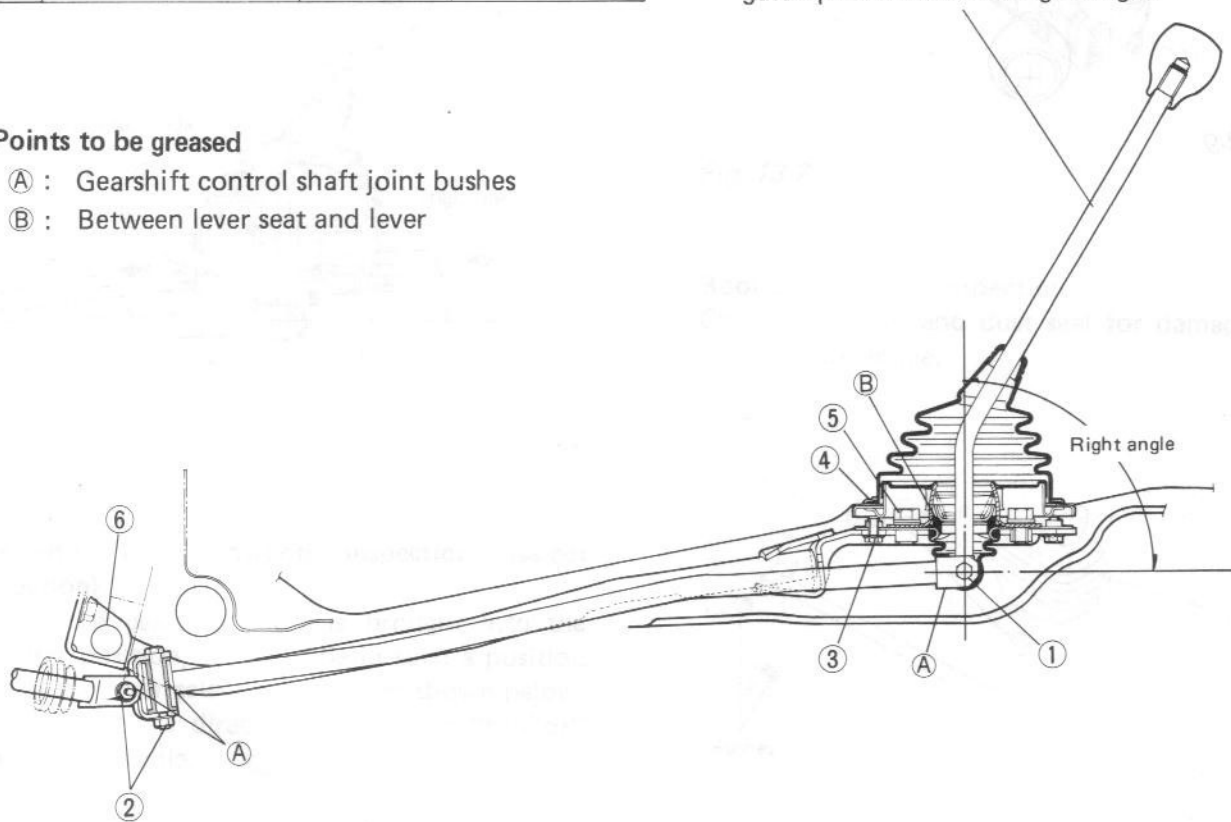 Points to be greased
Ⓐ : Gearshift control shaft joint bushes
Ⓑ : Between lever seat and lever
Ⓑ
⑤
④
Right angle
⑥
③
Ⓐ
①
Ⓐ
②